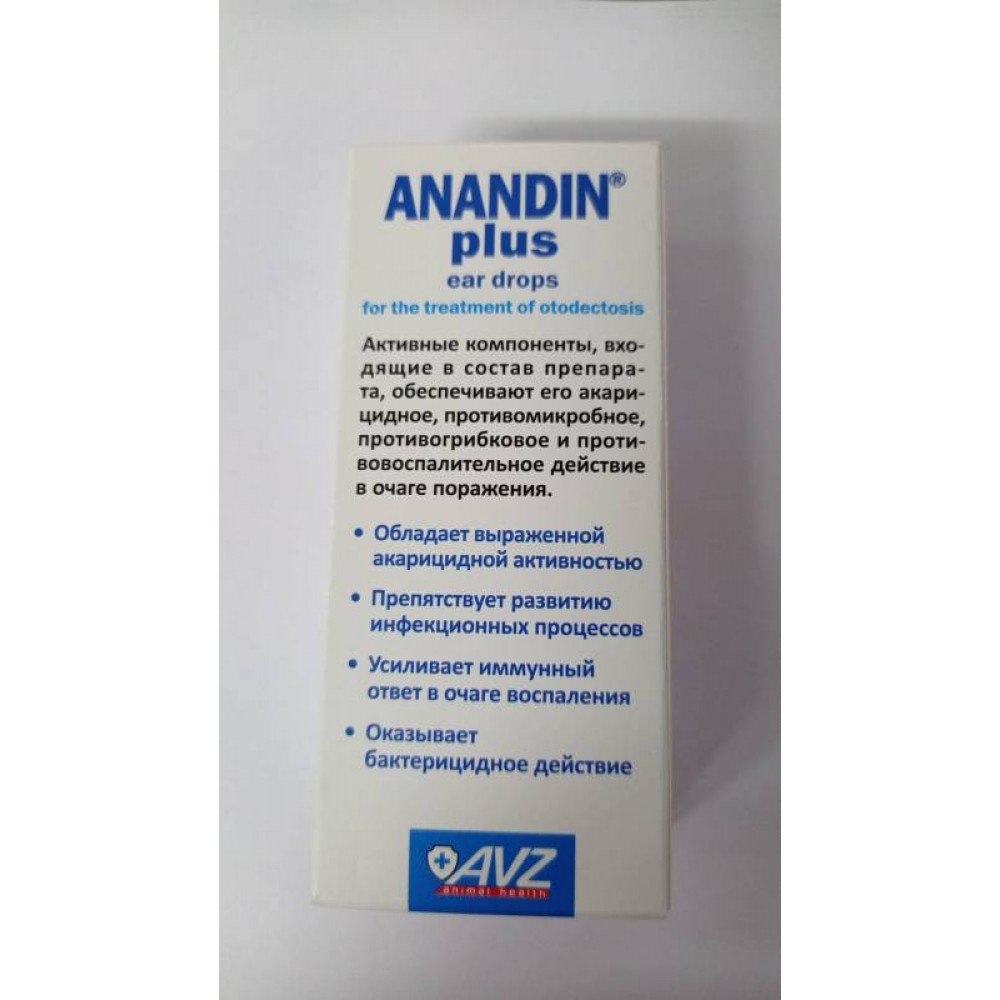 ANANDIN®
plus
ear drops
for the treatment of otodectosis
Активные компоненты, вхо-
дящие в состав препара-
та, обеспечивают его акари-
цидное, противомикробное,
противогрибковое и проти-
вовоспалительное действие
в очаге поражения.
• Обладает выраженной
акарицидной активностью
• Препятствует развитию
инфекционных процессов
• Усиливает иммунный
ответ в очаге воспаления
• Оказывает
бактерицидное действие
AVZ
animal health